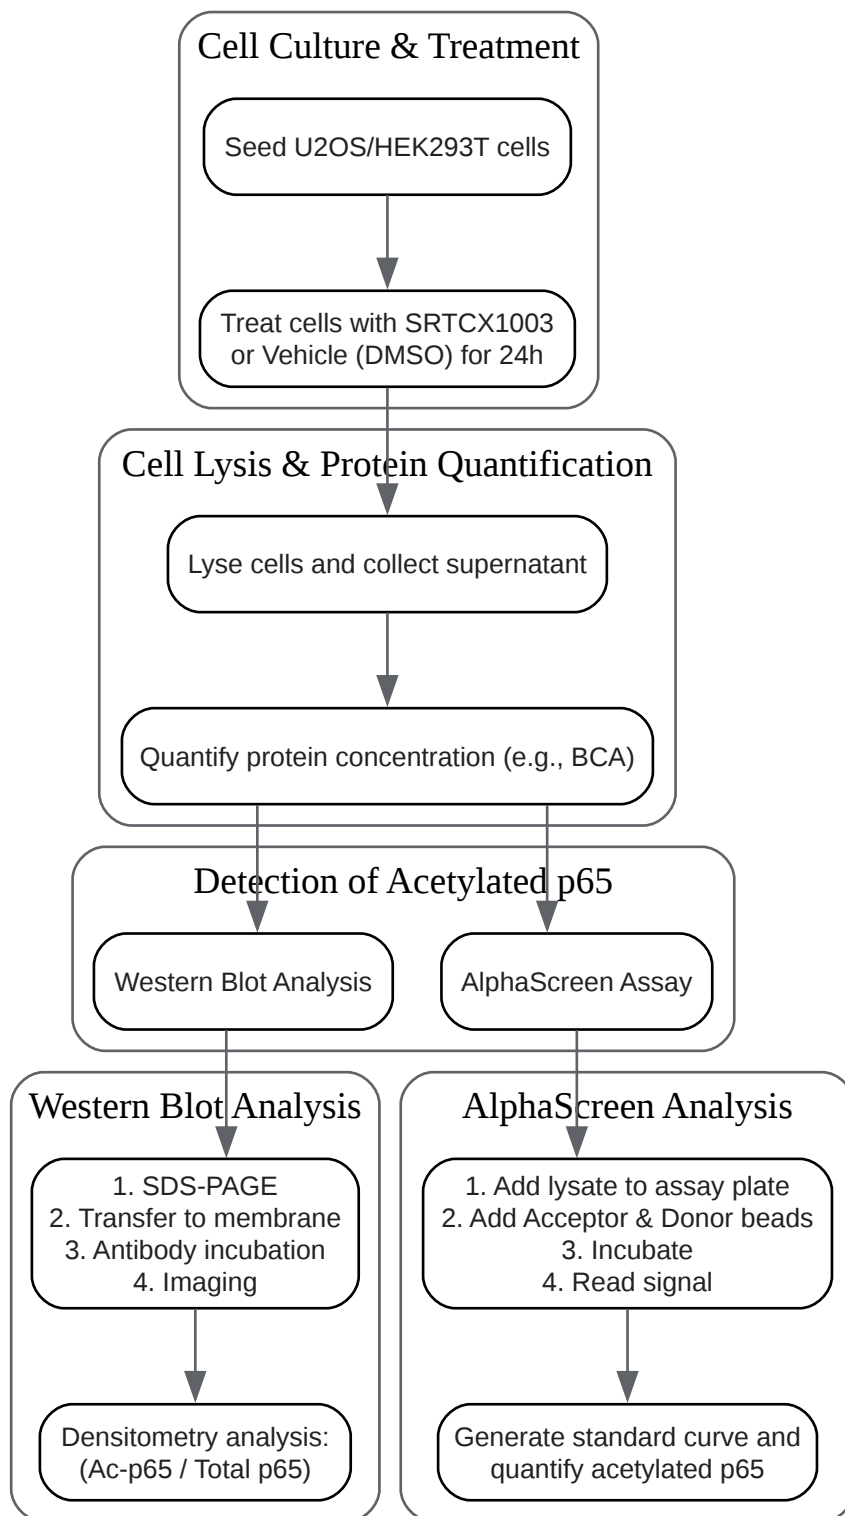 Cell Culture & Treatment
Seed U2OS/HEK293T cells
Treat cells with SRTCX1003
or Vehicle (DMSO) for 24h
Cell Lysis & Protein Quantification
Lyse cells and collect supernatant
Quantify protein concentration (e.g., BCA)
Detection of Acetylated p65
Western Blot Analysis
AlphaScreen Assay
Western Blot Analysis
1. SDS-PAGE
2. Transfer to membrane
3. Antibody incubation
4. Imaging
Densitometry analysis:
(Ac-p65 / Total p65)
AlphaScreen Analysis
1. Add lysate to assay plate
2. Add Acceptor & Donor beads
3. Incubate
4. Read signal
Generate standard curve and
quantify acetylated p65